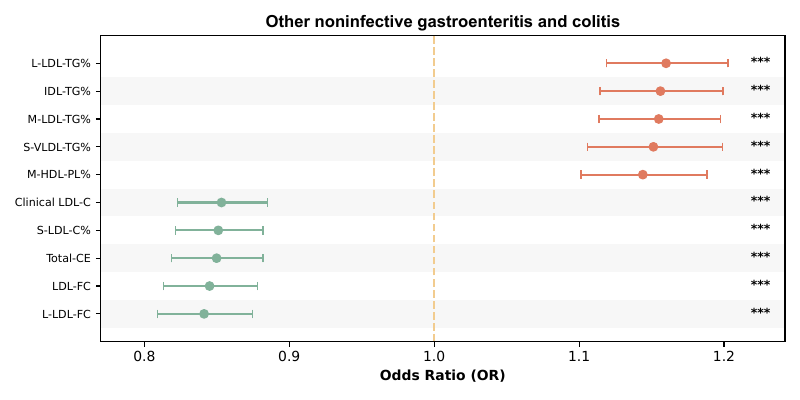 Other noninfective gastroenteritis and colitis
L-LDL-TG% ***
IDL-TG% ***
M-LDL-TG% ***
S-VLDL-TG% ***
M-HDL-PL% ***
Clinical LDL-C ***
S-LDL-C% ***
Total-CE ***
LDL-FC ***
L-LDL-FC ***
0.8 0.9 1.0 1.1 1.2
Odds Ratio (OR)